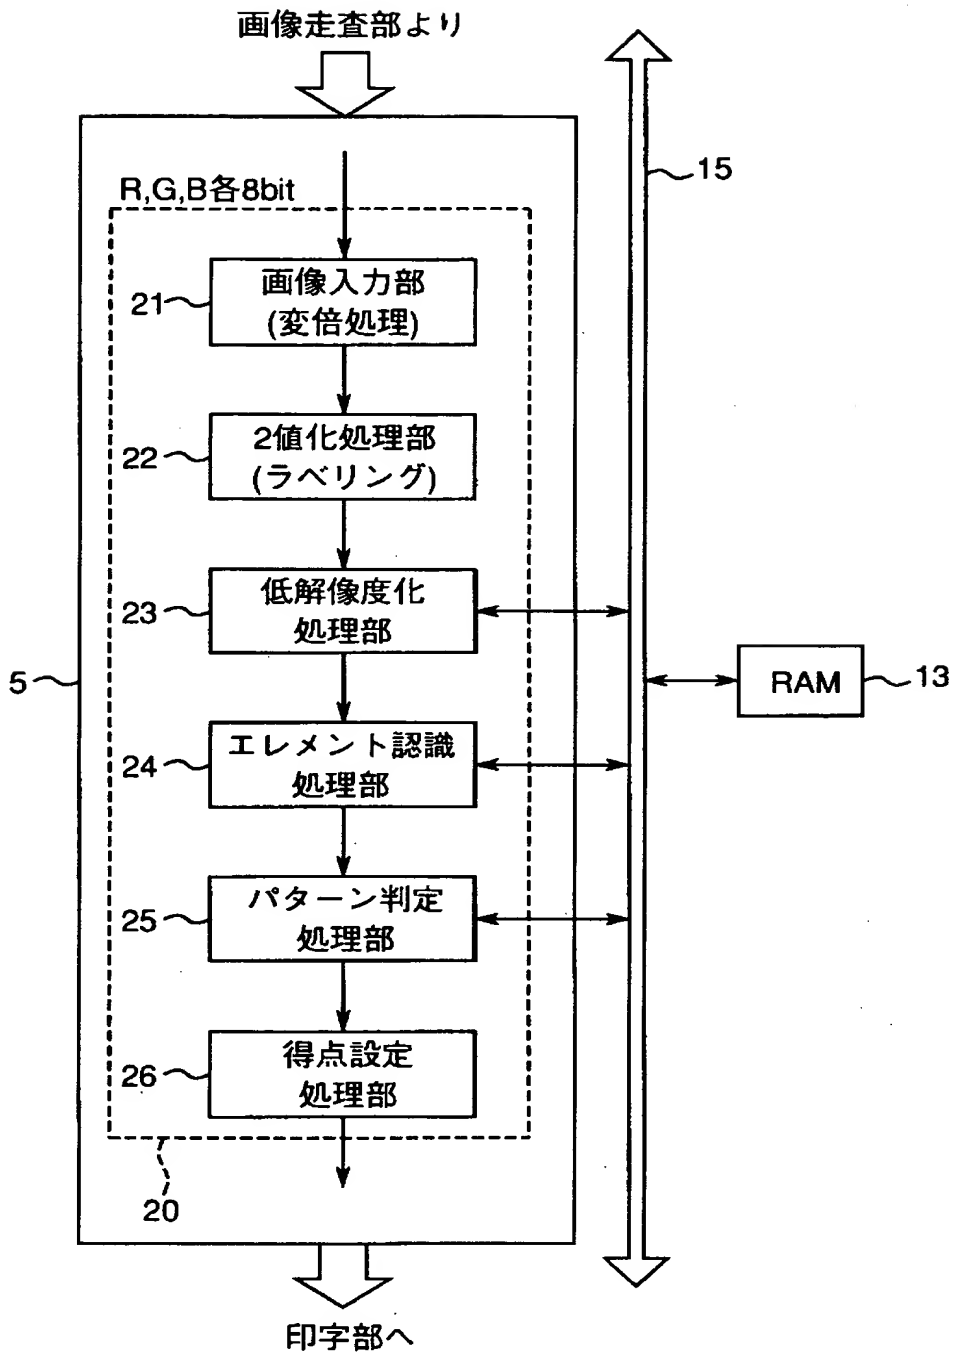 画像走査部より
15
R,G,B各8bit
21
画像入力部
(変倍処理)
22
2値化処理部
(ラベリング)
23
低解像度化
処理部
5
RAM
13
24
エレメント認識
処理部
25
パターン判定
処理部
26
得点設定
処理部
20
印字部へ